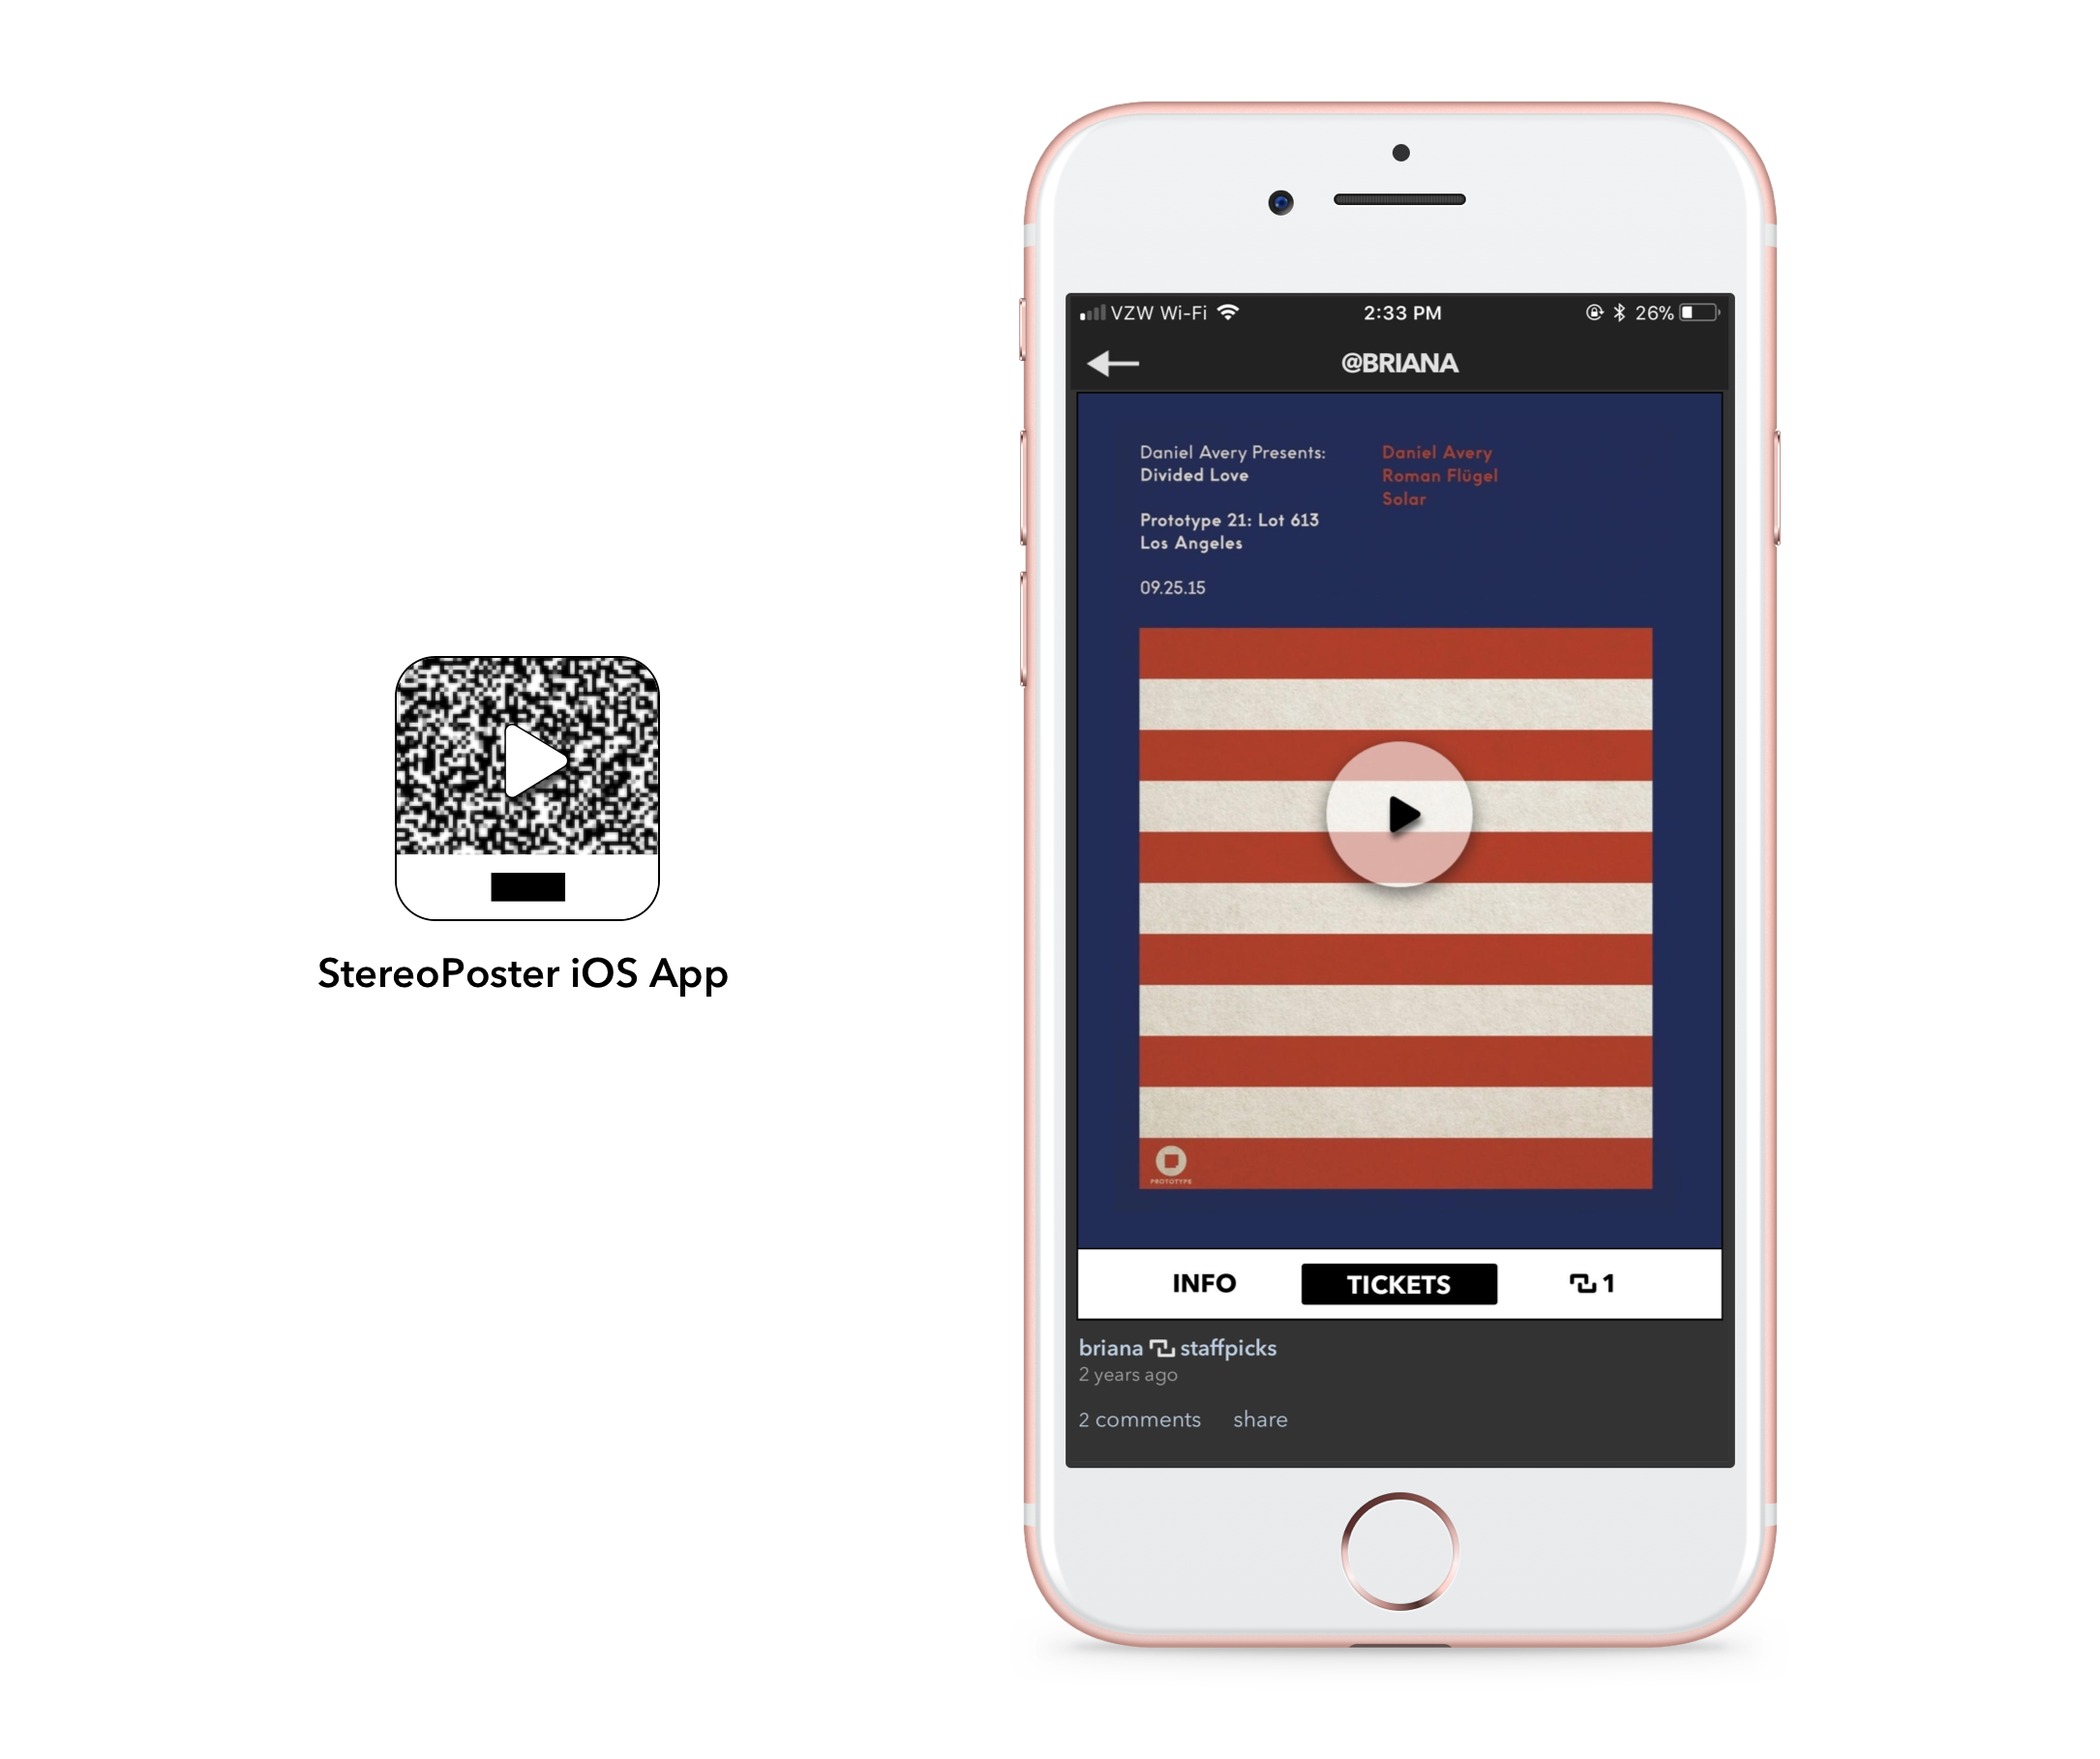 StereoPoster iOS App
VZW Wi-Fi 2:33 PM 26%
@BRIANA
Daniel Avery Presents:
Divided Love
Prototype 21: Lot 613
Los Angeles
09.25.15
Daniel Avery
Roman Flügel
Solar
PROTOTYPE
INFO TICKETS 1
briana staffpicks
2 years ago
2 comments share